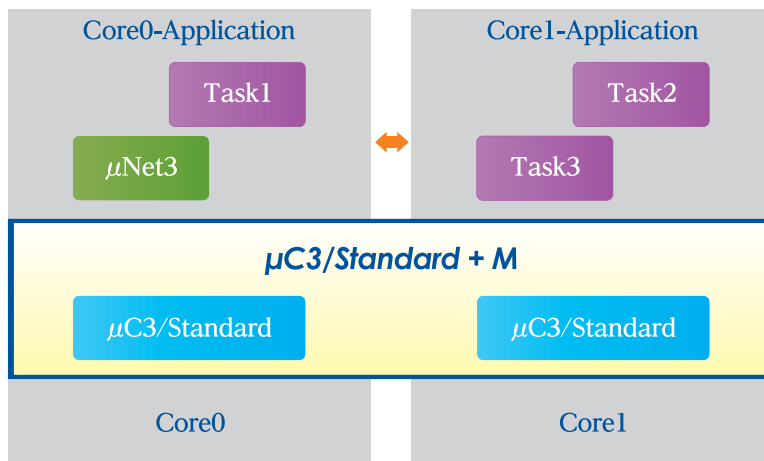 Core0-Application
Core1-Application
Task1
Task2
μNet3
Task3
μC3/Standard + M
μC3/Standard
μC3/Standard
Core0
Core1